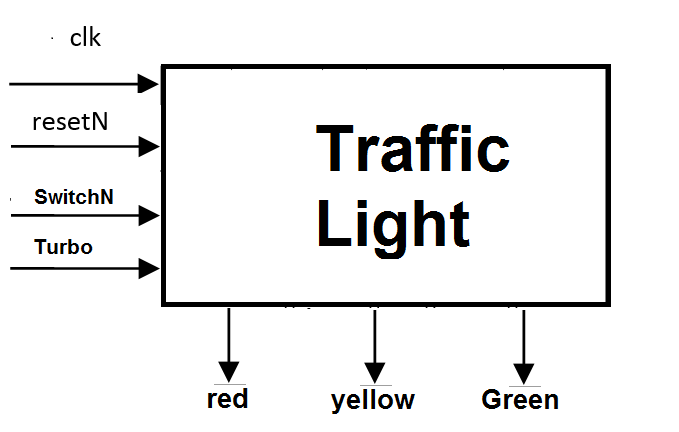 clk
resetN
SwitchN
Turbo
Traffic
Light
red
yellow
Green